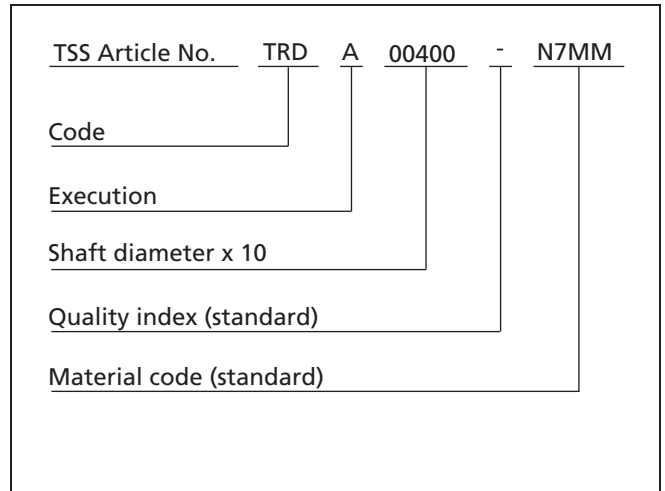 TSS Article No. TRD A 00400 - N7MM
Code
Execution
Shaft diameter x 10
Quality index (standard)
Material code (standard)